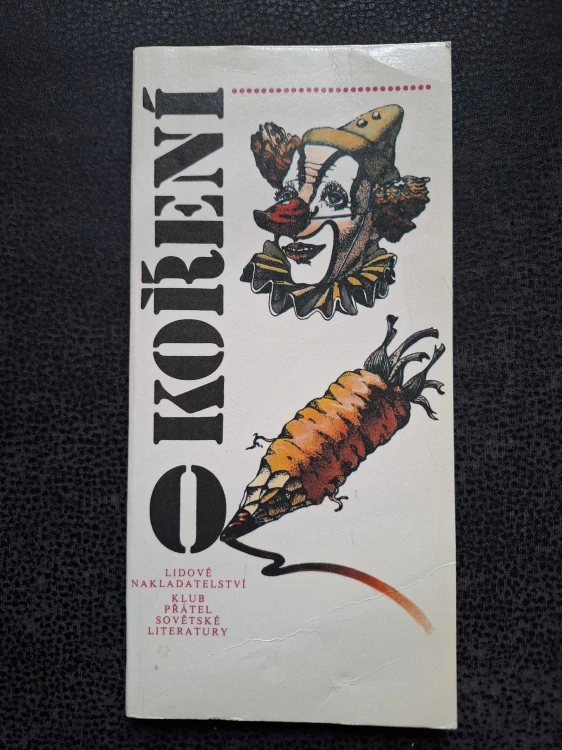 O KOŘENÍ
LIDOVÉ
NAKLADATELSTVÍ
KLUB
PŘÁTEL
SOVĚTSKÉ
LITERATURY